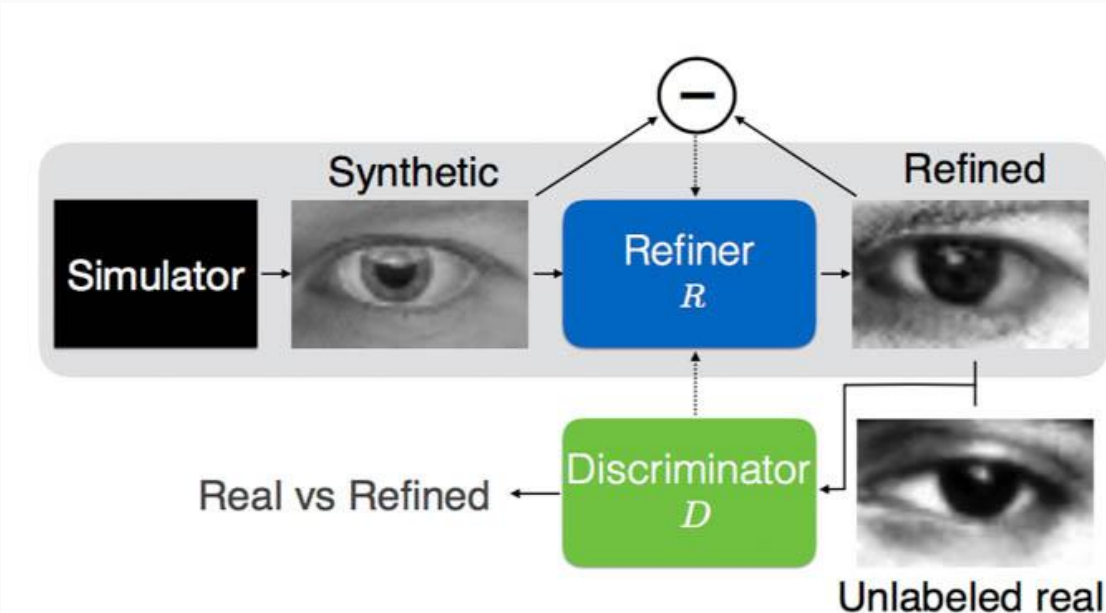 −
Synthetic
Refined
Simulator
Refiner
R
Discriminator
D
Real vs Refined
Unlabeled real